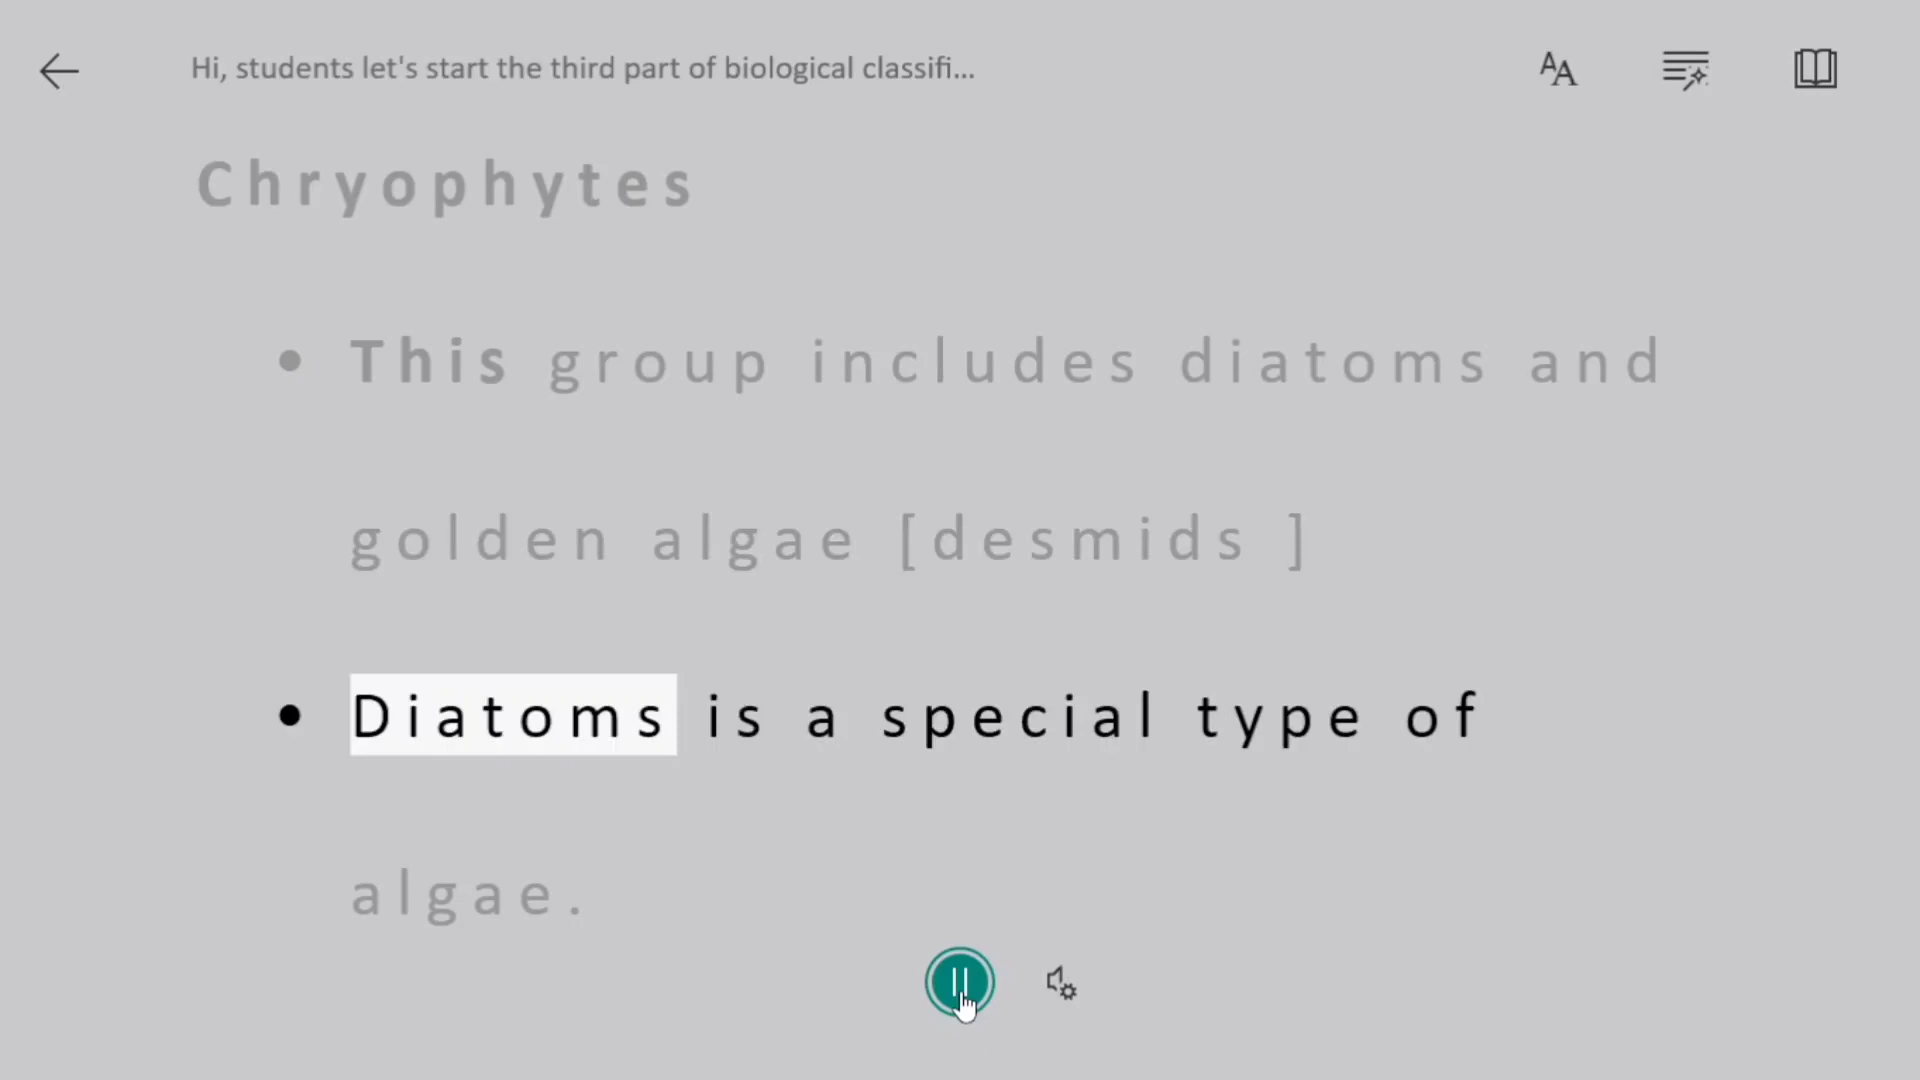 Hi, students let's start the third part of biological classifi...
Chryophytes
• This group includes diatoms and
golden algae [desmids ]
• Diatoms is a special type of
algae.